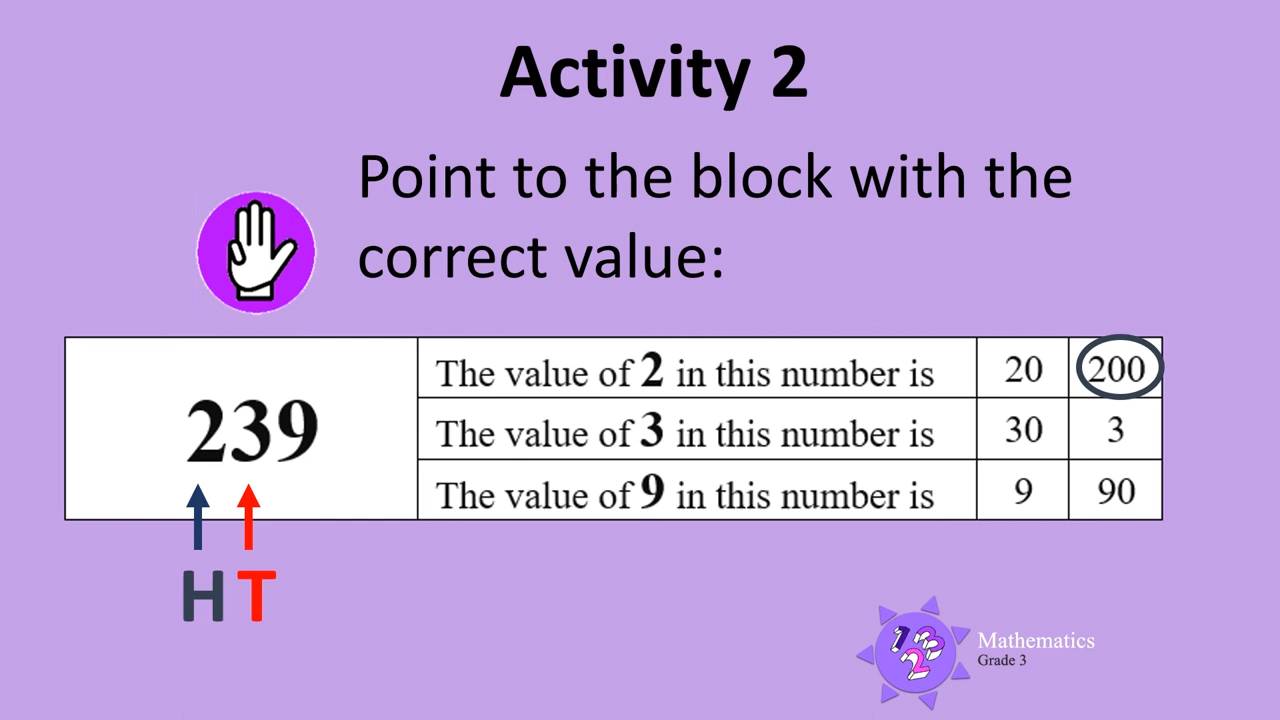 Activity 2
Point to the block with the
correct value:
239
The value of 2 in this number is 20 200
The value of 3 in this number is 30 3
The value of 9 in this number is 9 90
H T
123
Mathematics
Grade 3